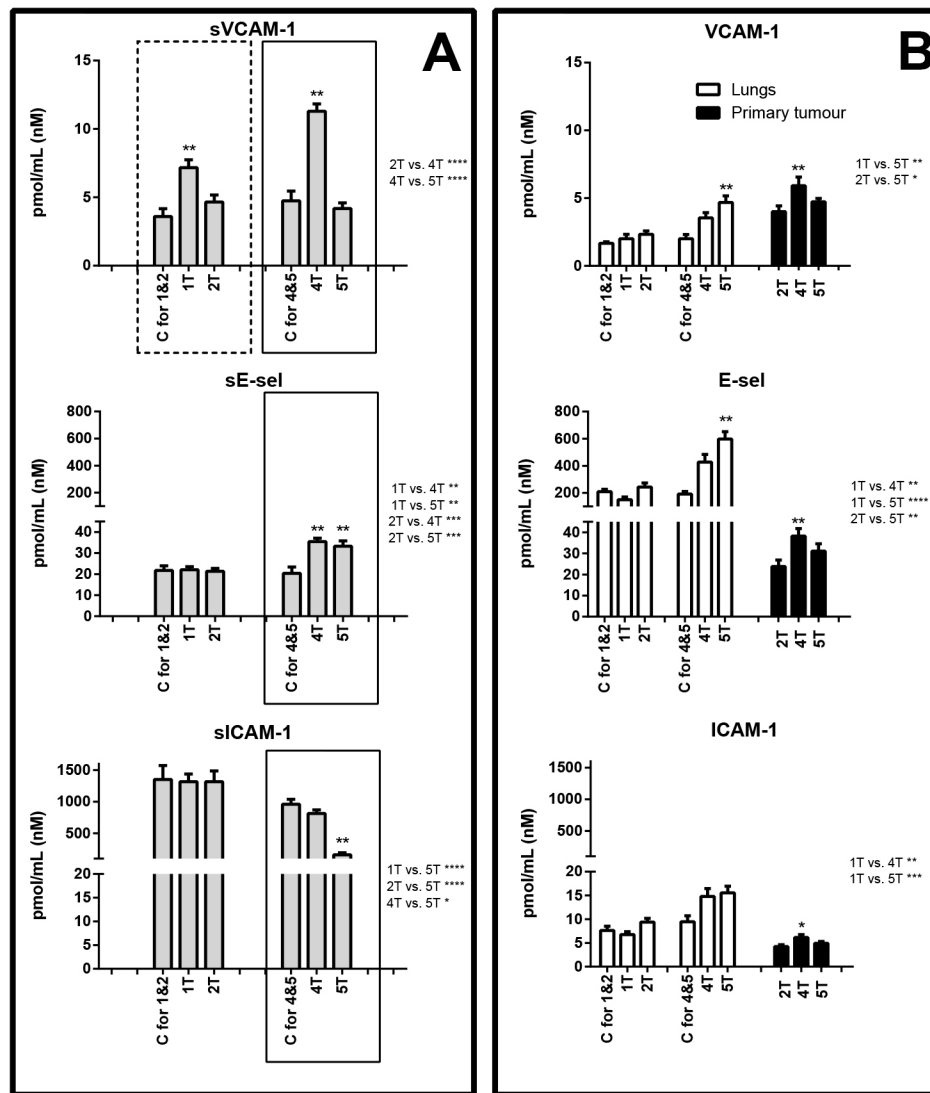 A
sVCAM-1
pmol/mL (nM)
15
10
5
0
**
**
C for 1&2
1T
2T
C for 4&5
4T
5T
2T vs. 4T ****
4T vs. 5T ****
sE-sel
pmol/mL (nM)
800
600
400
200
50
40
30
20
10
0
**
**
C for 1&2
1T
2T
C for 4&5
4T
5T
1T vs. 4T **
1T vs. 5T **
2T vs. 4T ***
2T vs. 5T ***
sICAM-1
pmol/mL (nM)
1500
1000
500
20
15
10
5
0
**
C for 1&2
1T
2T
C for 4&5
4T
5T
1T vs. 5T ****
2T vs. 5T ****
4T vs. 5T *
B
VCAM-1
pmol/mL (nM)
15
10
5
0
Lungs
Primary tumour
**
**
C for 1&2
1T
2T
C for 4&5
4T
5T
2T
4T
5T
1T vs. 5T **
2T vs. 5T *
E-sel
pmol/mL (nM)
800
600
400
200
50
40
30
20
10
0
**
**
C for 1&2
1T
2T
C for 4&5
4T
5T
2T
4T
5T
1T vs. 4T **
1T vs. 5T ****
2T vs. 5T **
ICAM-1
pmol/mL (nM)
1500
1000
500
20
15
10
5
0
*
C for 1&2
1T
2T
C for 4&5
4T
5T
2T
4T
5T
1T vs. 4T **
1T vs. 5T ***